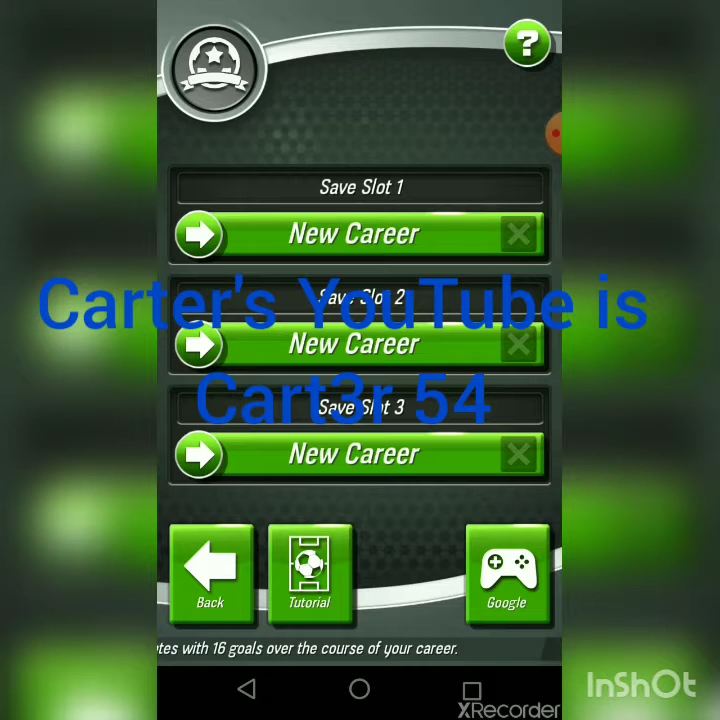 ?
Save Slot 1
New Career
Save Slot 2
Carter's YouTube is
New Career
Cart3r 54
Save Slot 3
New Career
Back
Tutorial
Google
tes with 16 goals over the course of your career.
InShOt
XRecorder